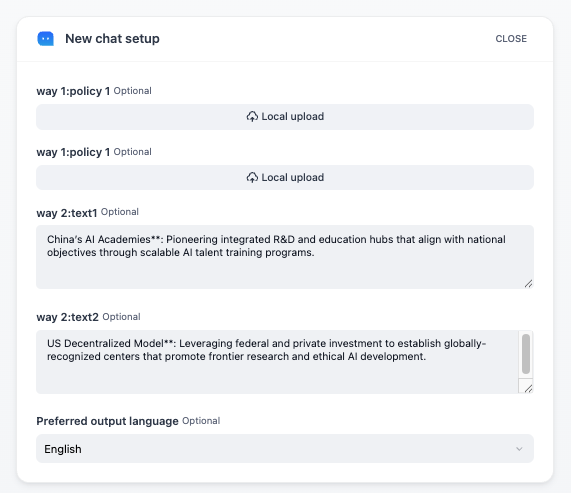 New chat setup CLOSE
way 1:policy 1 Optional
Local upload
way 1:policy 1 Optional
Local upload
way 2:text1 Optional
China's AI Academies**: Pioneering integrated R&D and education hubs that align with national
objectives through scalable AI talent training programs.
way 2:text2 Optional
US Decentralized Model**: Leveraging federal and private investment to establish globally-
recognized centers that promote frontier research and ethical AI development.
Preferred output language Optional
English